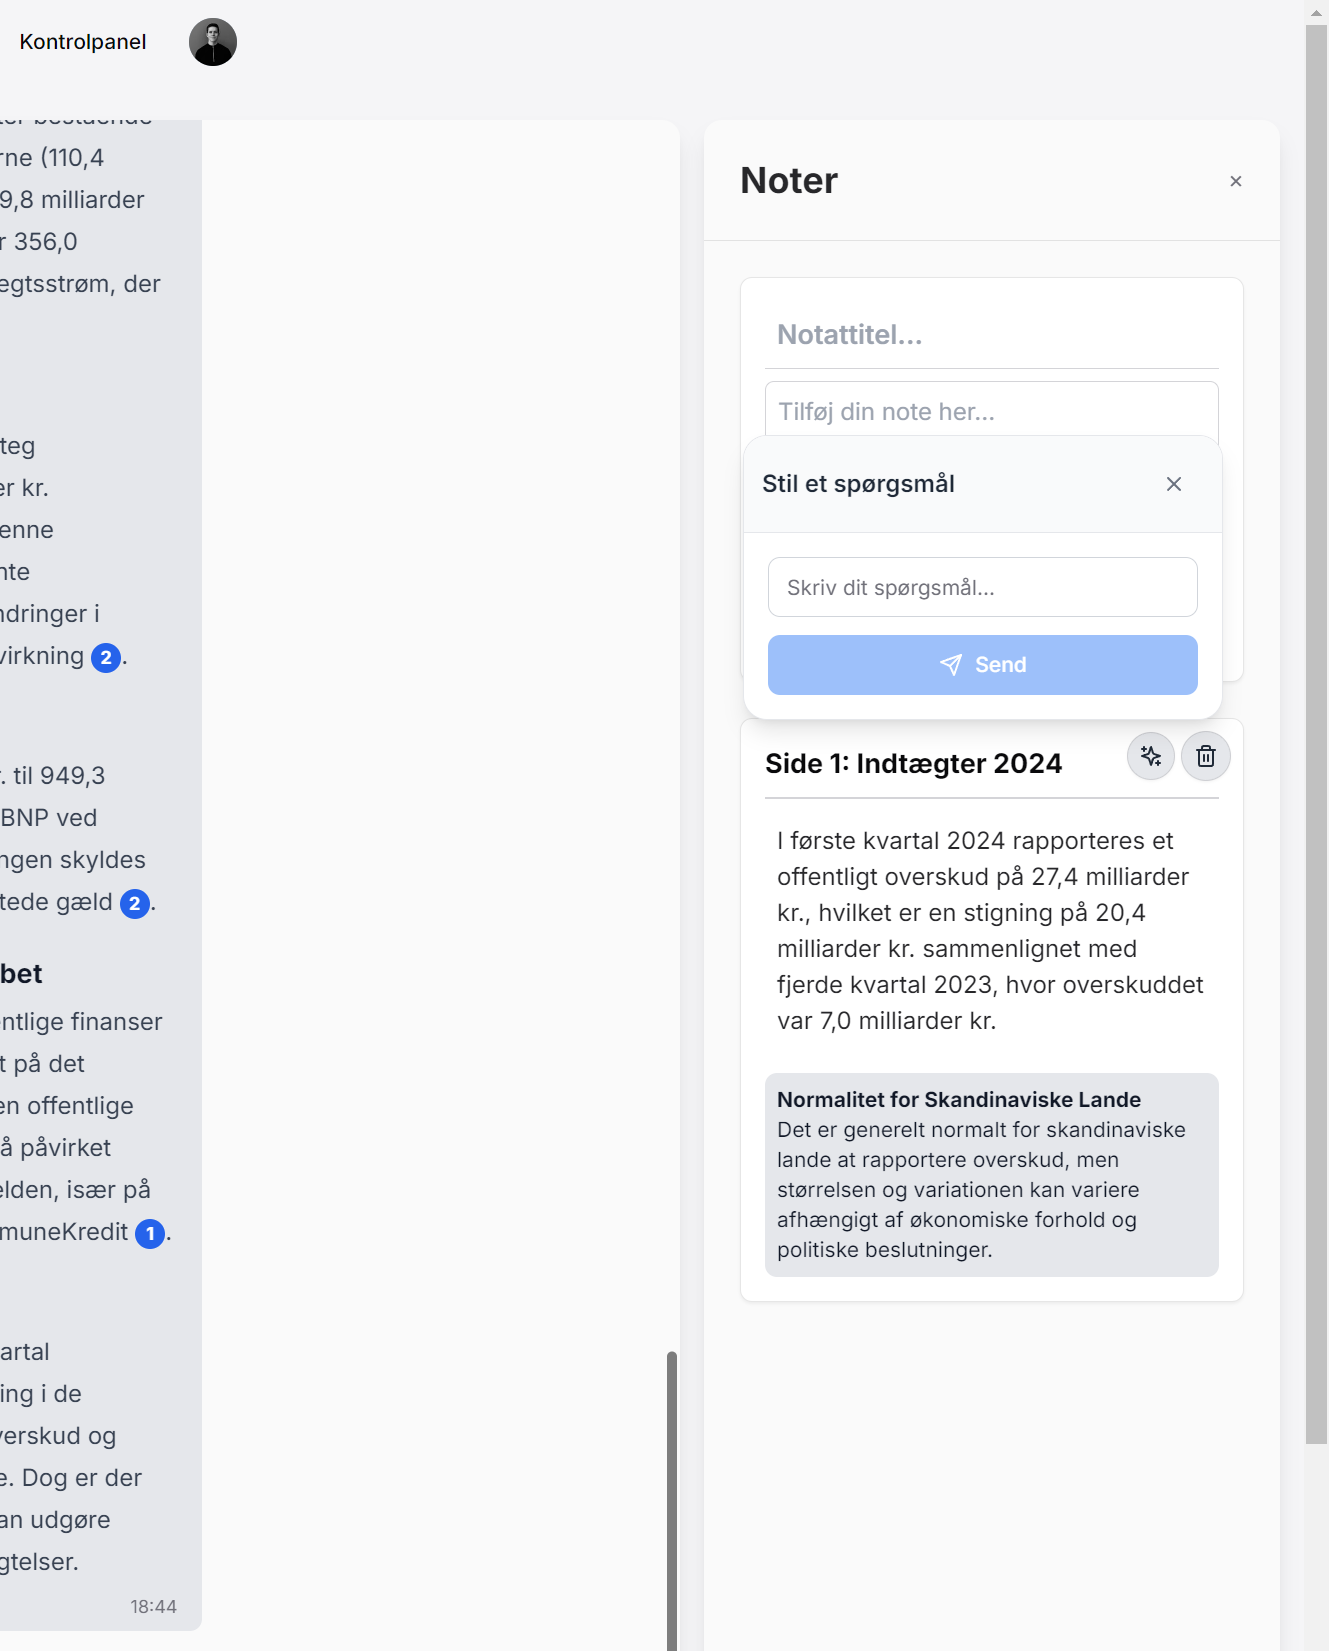 Kontrolpanel
rne (110,4
9,8 milliarder
r 356,0
egtsstrøm, der
teg
er kr.
enne
nte
ndringer i
virkning 2.
. til 949,3
BNP ved
ngen skyldes
tede gæld 2.
bet
entlige finanser
t på det
en offentlige
å påvirket
elden, især på
muneKredit 1.
artal
ing i de
verskud og
e. Dog er der
an udgøre
gtelser.
18:44
Noter
Notattitel...
Tilføj din note her...
Stil et spørgsmål
Skriv dit spørgsmål...
Send
Side 1: Indtægter 2024
I første kvartal 2024 rapporteres et
offentligt overskud på 27,4 milliarder
kr., hvilket er en stigning på 20,4
milliarder kr. sammenlignet med
fjerde kvartal 2023, hvor overskuddet
var 7,0 milliarder kr.
Normalitet for Skandinaviske Lande
Det er generelt normalt for skandinaviske
lande at rapportere overskud, men
størrelsen og variationen kan variere
afhængigt af økonomiske forhold og
politiske beslutninger.